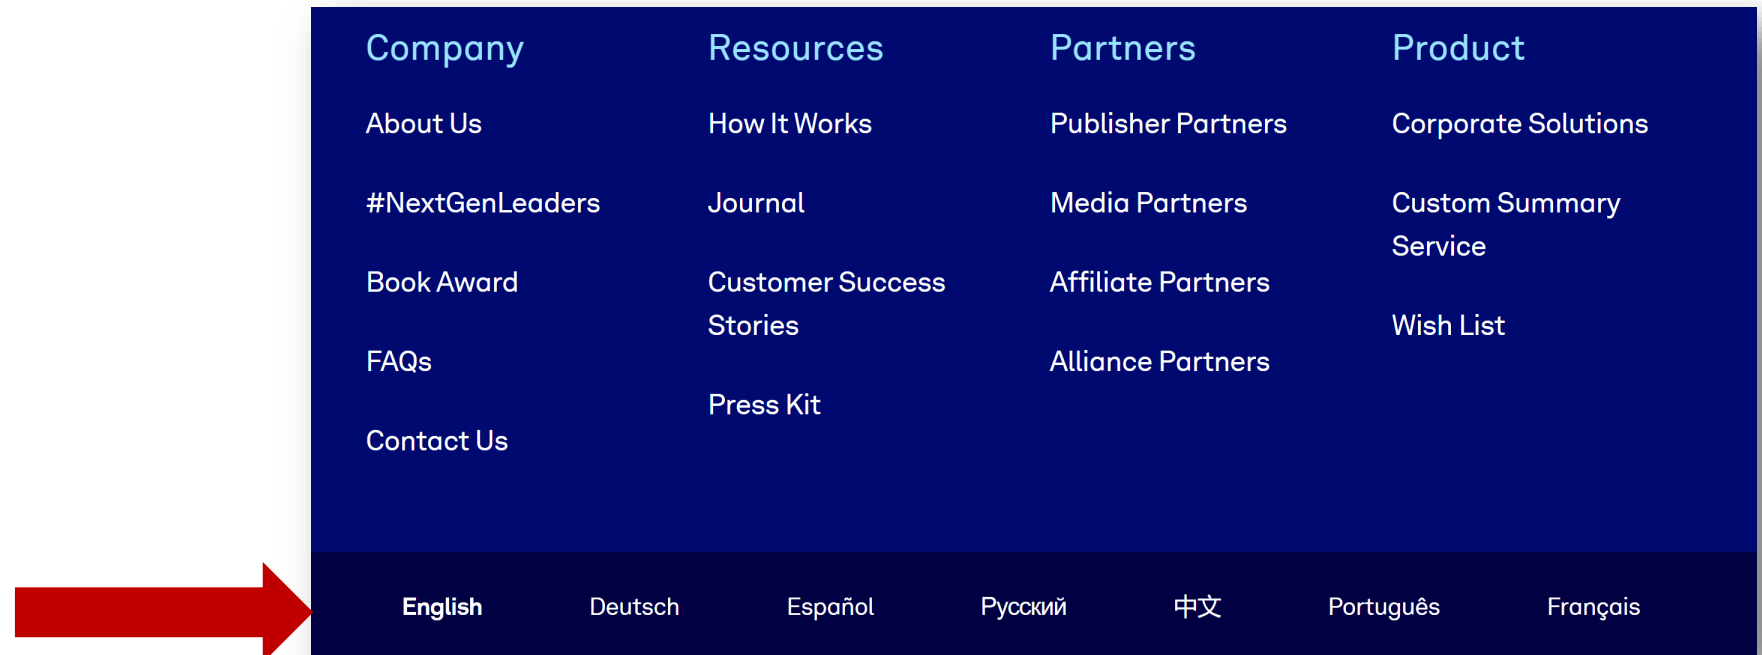 Company
About Us
#NextGenLeaders
Book Award
FAQs
Contact Us
Resources
How It Works
Journal
Customer Success
Stories
Press Kit
Partners
Publisher Partners
Media Partners
Affiliate Partners
Alliance Partners
Product
Corporate Solutions
Custom Summary
Service
Wish List
English Deutsch Español Русский 中文 Português Français